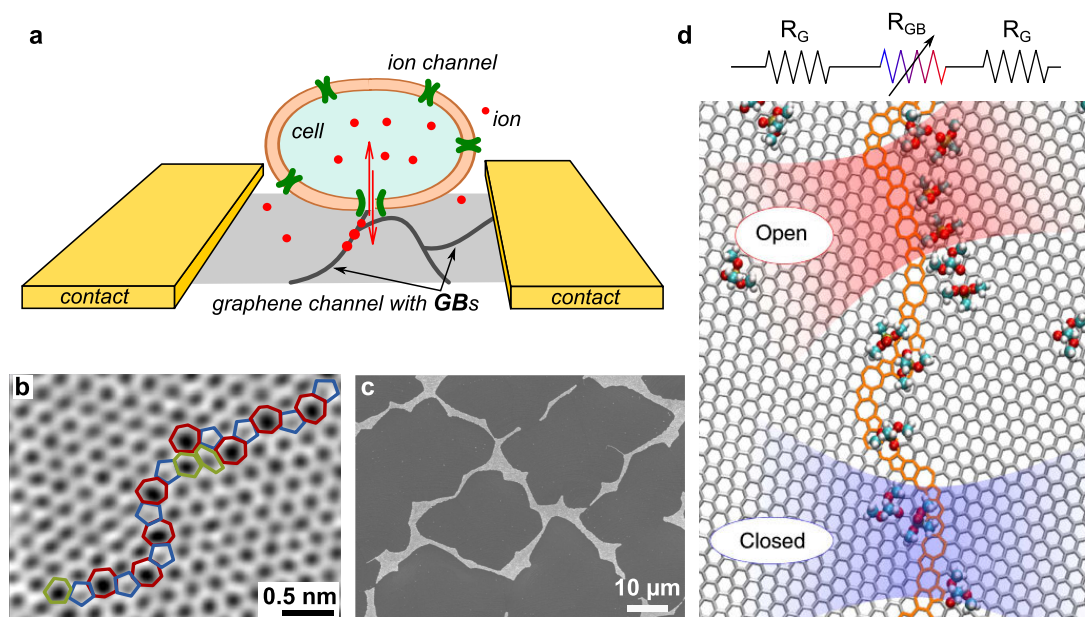 a
ion channel
cell
ion
contact
contact
graphene channel with GBs
b
0.5 nm
c
10 μm
d
R_G
R_GB
R_G
Open
Closed